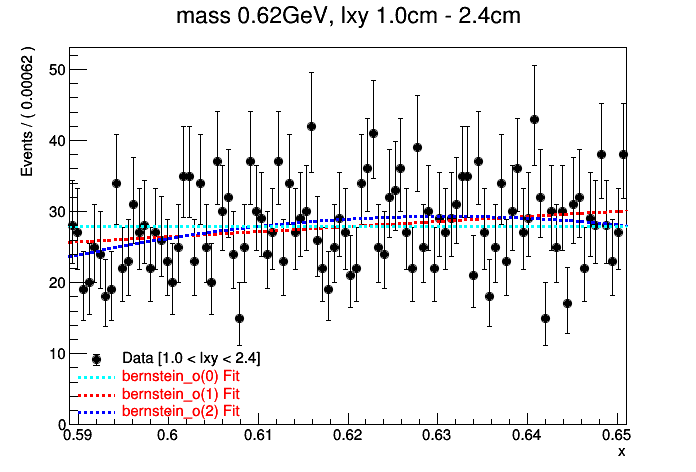 mass 0.62GeV, lxy 1.0cm - 2.4cm
Events / ( 0.00062 )
50
40
30
20
10
0
Data [1.0 < lxy < 2.4]
bernstein_o(0) Fit
bernstein_o(1) Fit
bernstein_o(2) Fit
0.59 0.6 0.61 0.62 0.63 0.64 0.65
x